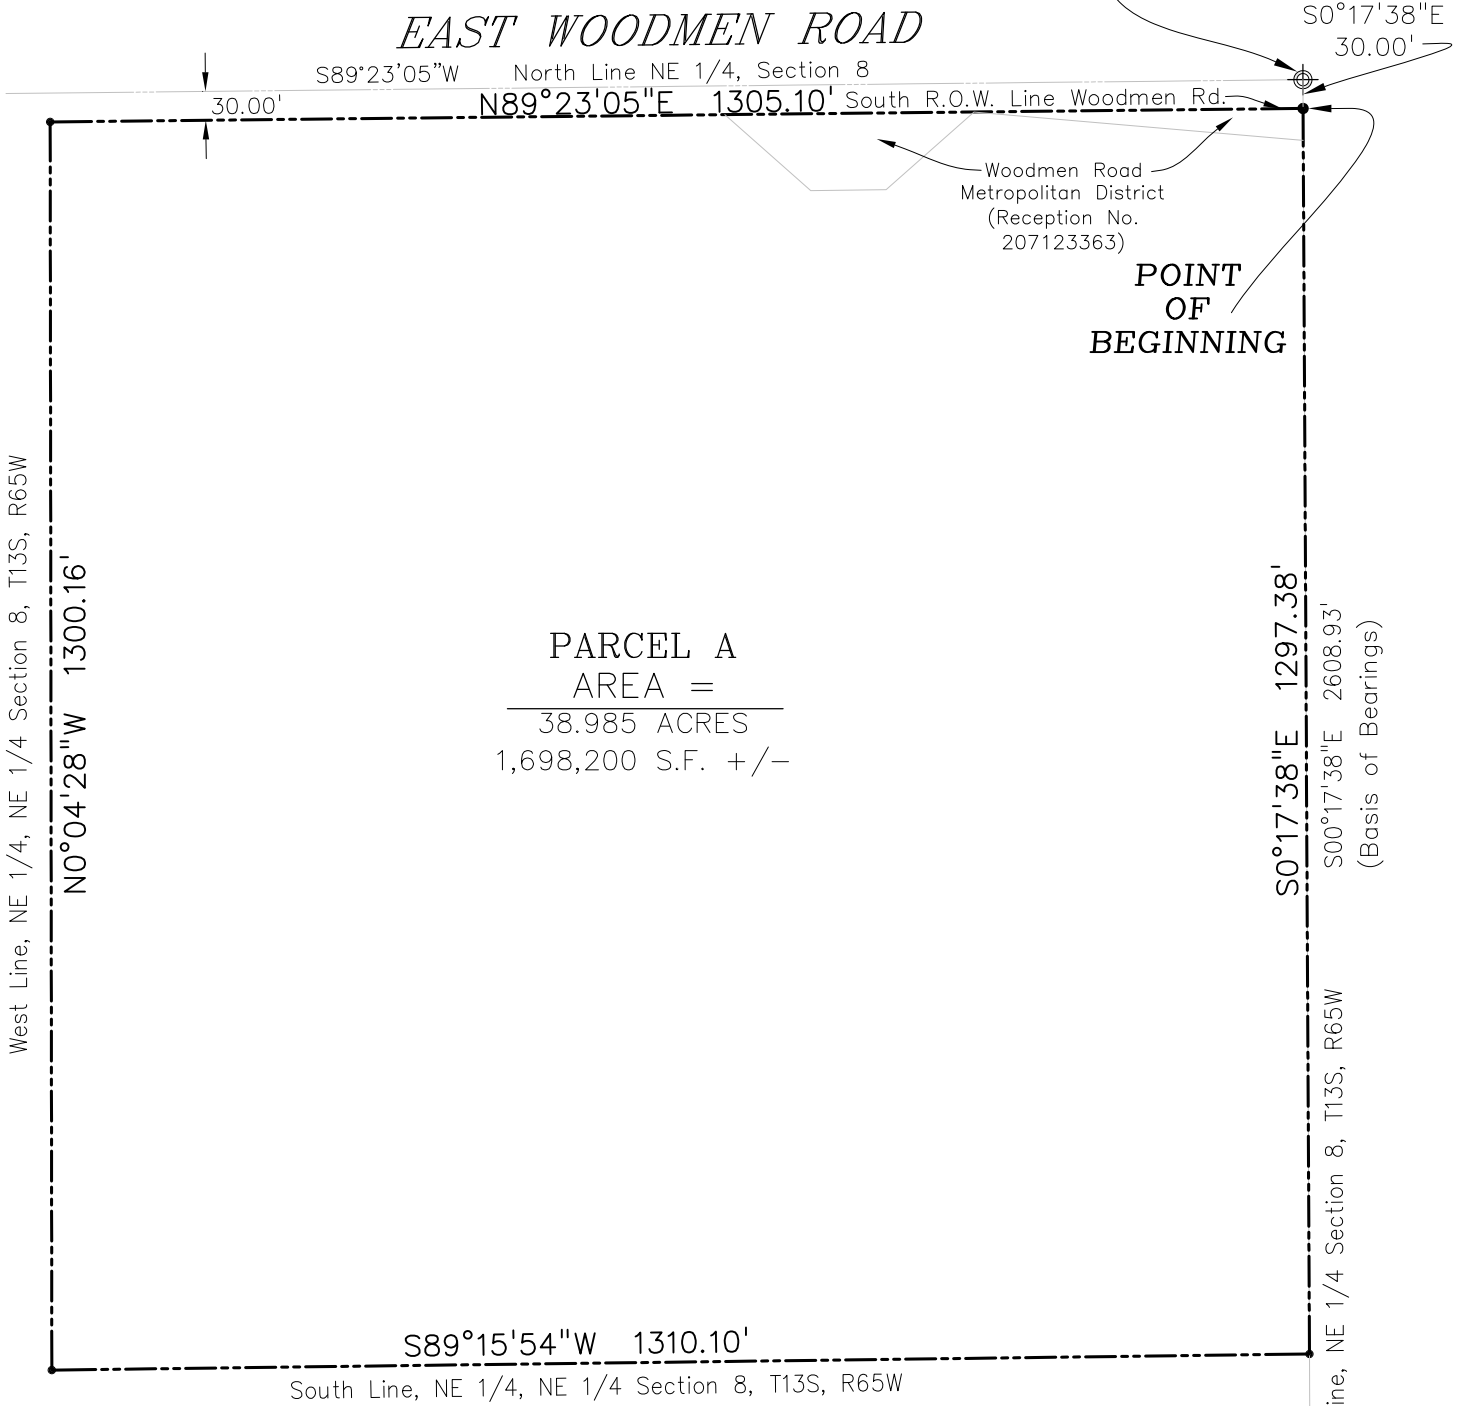 EAST WOODMEN ROAD
S0°17'38"E
30.00'
S89°23'05"W North Line NE 1/4, Section 8
30.00'
N89°23'05"E 1305.10' South R.O.W. Line Woodmen Rd.
Woodmen Road
Metropolitan District
(Reception No.
207123363)
POINT
OF
BEGINNING
West Line, NE 1/4, NE 1/4 Section 8, T13S, R65W
N0°04'28"W 1300.16'
PARCEL A
AREA =
38.985 ACRES
1,698,200 S.F. +/-
S0°17'38"E 1297.38'
S00°17'38"E 2608.93'
(Basis of Bearings)
NE 1/4 Section 8, T13S, R65W
S89°15'54"W 1310.10'
South Line, NE 1/4, NE 1/4 Section 8, T13S, R65W